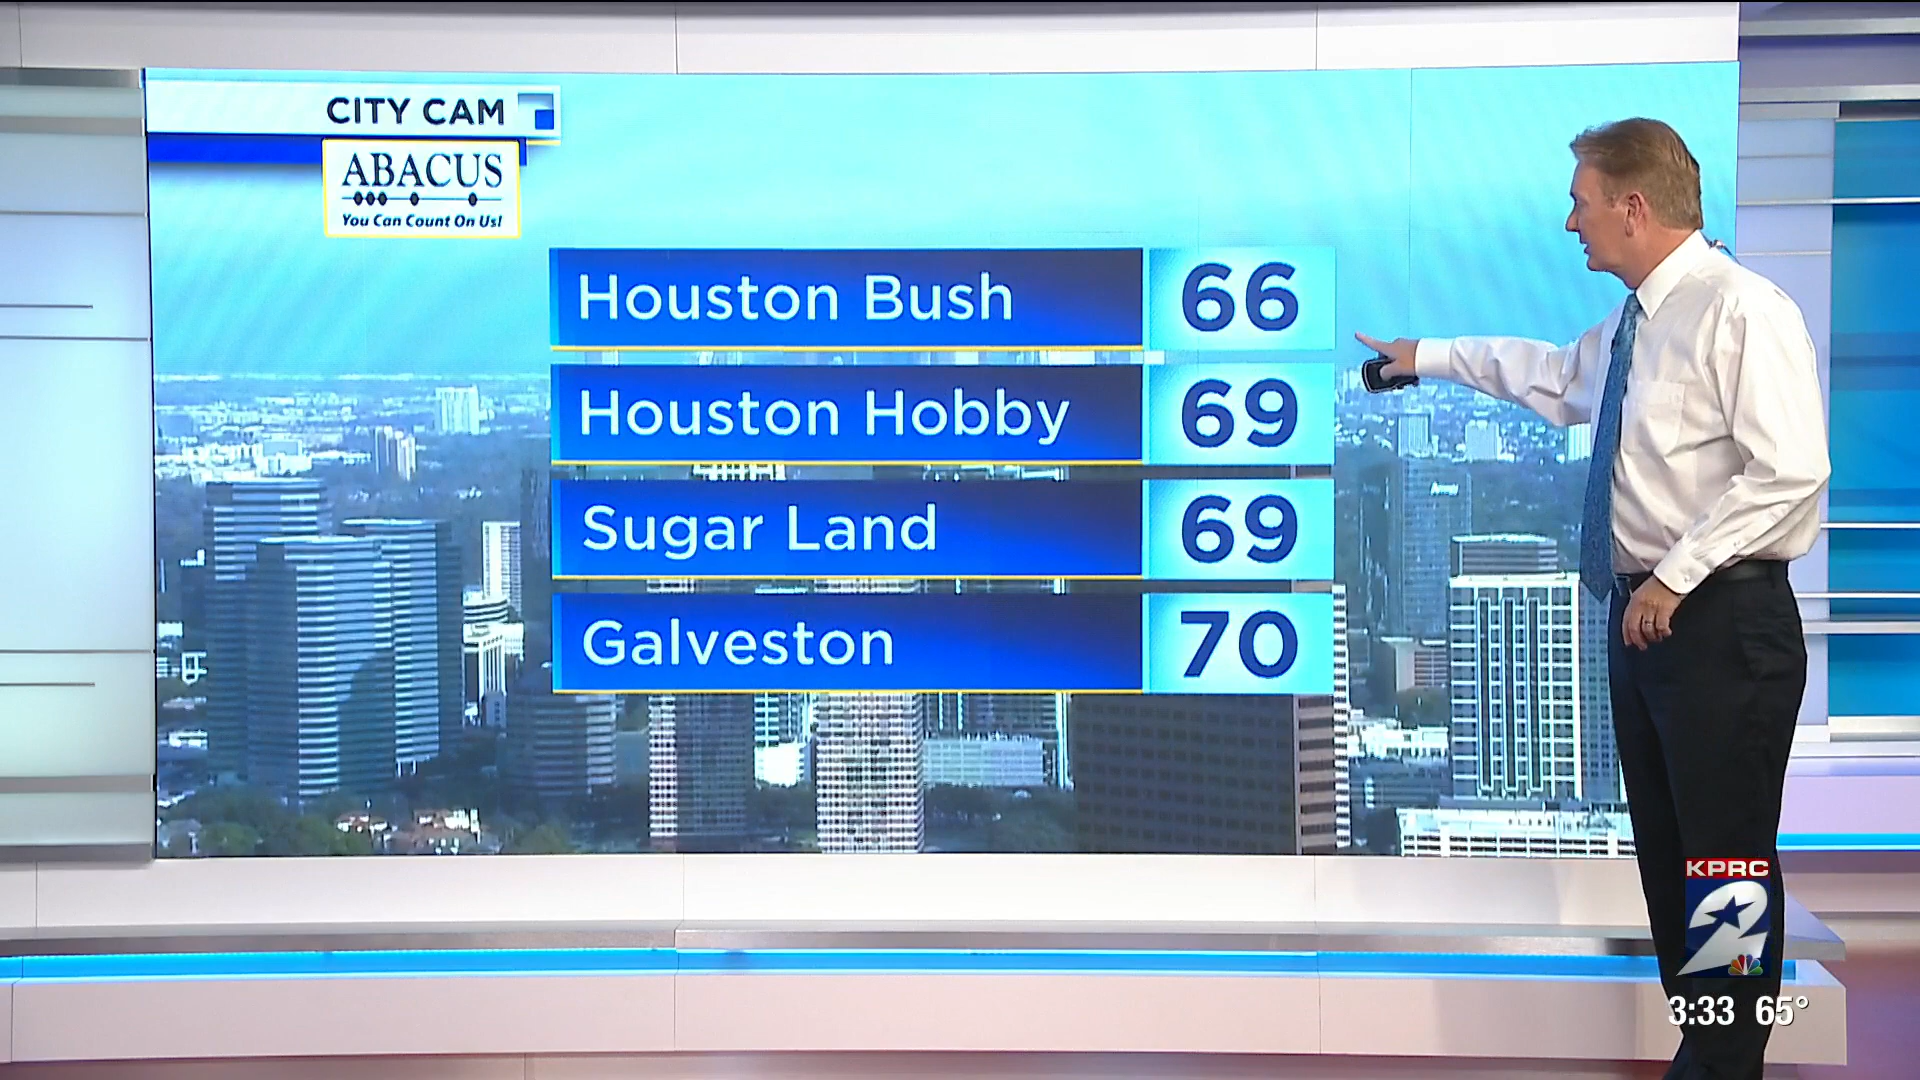 CITY CAM
ABACUS
You Can Count On Us!
Houston Bush 66
Houston Hobby 69
Sugar Land 69
Galveston 70
KPRC
2
3:33 65°